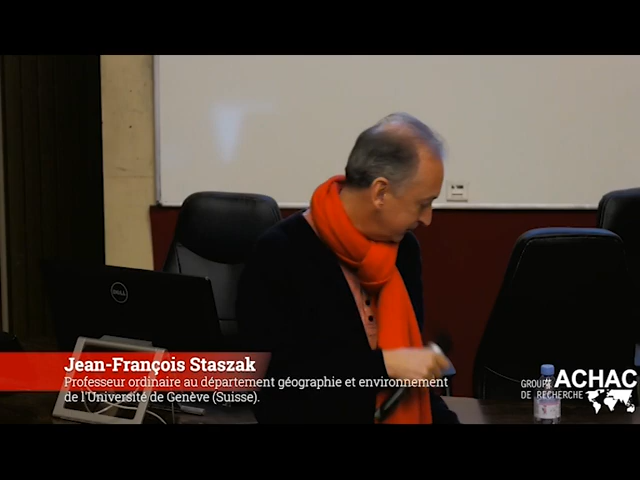 DELL
Jean-François Staszak
Professeur ordinaire au département géographie et environnement
de l'Université de Genève (Suisse).
GROUPE
DE RECHERCHE
ACHAC